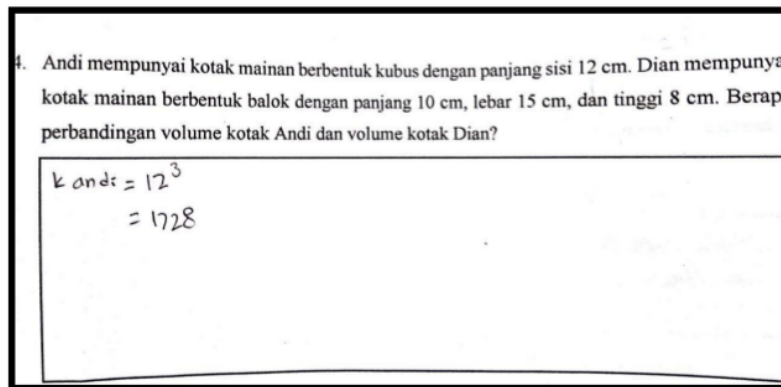 4. Andi mempunyai kotak mainan berbentuk kubus dengan panjang sisi 12 cm. Dian mempunya
kotak mainan berbentuk balok dengan panjang 10 cm, lebar 15 cm, dan tinggi 8 cm. Berap
perbandingan volume kotak Andi dan volume kotak Dian?
k andi = 12³
= 1728